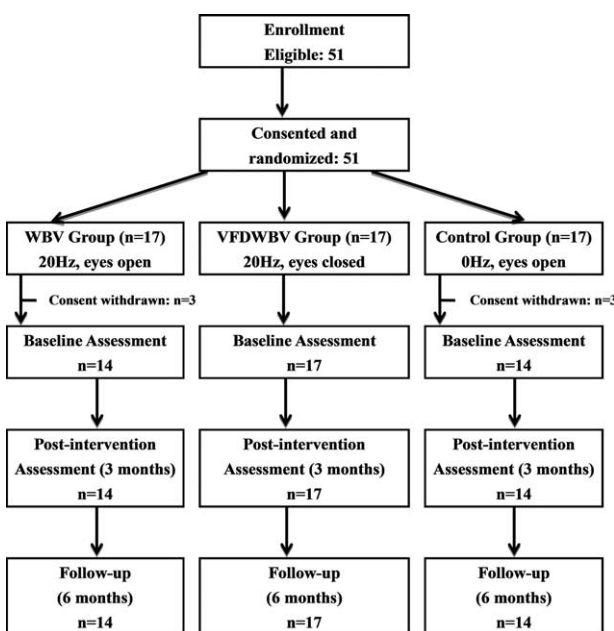 Enrollment
Eligible: 51
Consented and
randomized: 51
WBV Group (n=17)
20Hz, eyes open
VFDWBV Group (n=17)
20Hz, eyes closed
Control Group (n=17)
0Hz, eyes open
Consent withdrawn: n=3
Consent withdrawn: n=3
Baseline Assessment
n=14
Baseline Assessment
n=17
Baseline Assessment
n=14
Post-intervention
Assessment (3 months)
n=14
Post-intervention
Assessment (3 months)
n=17
Post-intervention
Assessment (3 months)
n=14
Follow-up
(6 months)
n=14
Follow-up
(6 months)
n=17
Follow-up
(6 months)
n=14